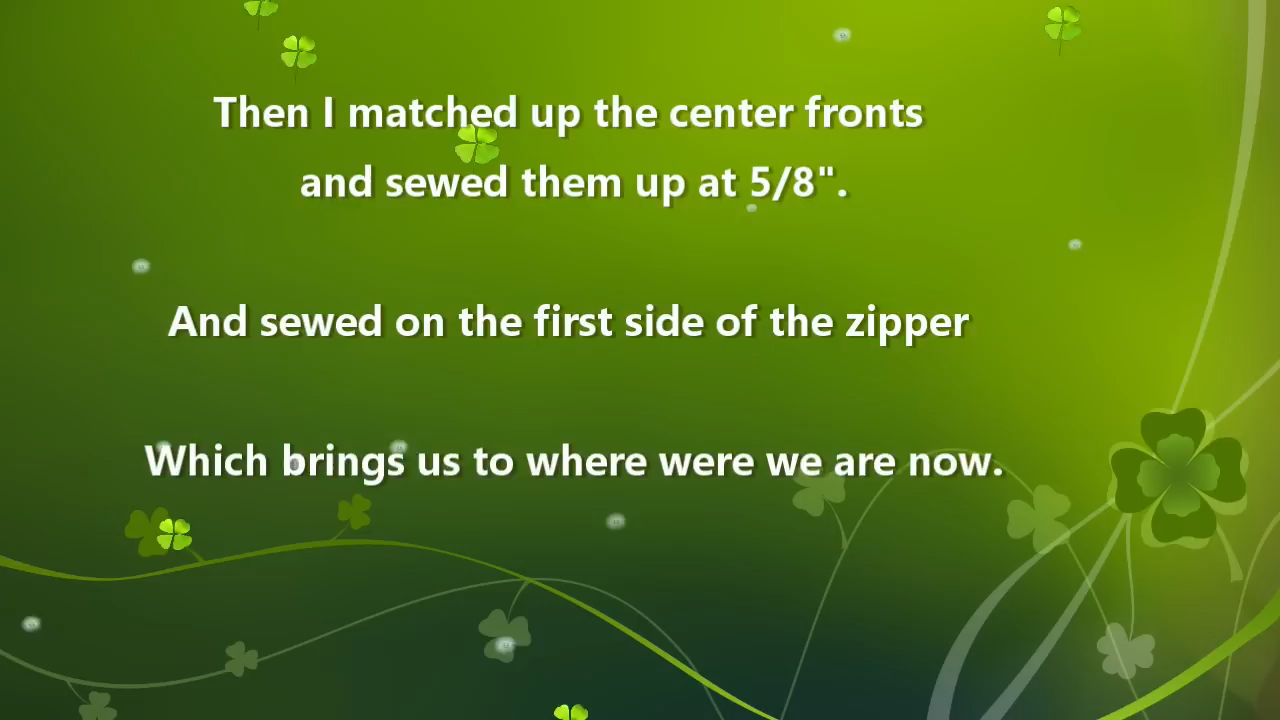 Then I matched up the center fronts
and sewed them up at 5/8".
And sewed on the first side of the zipper
Which brings us to where were we are now.